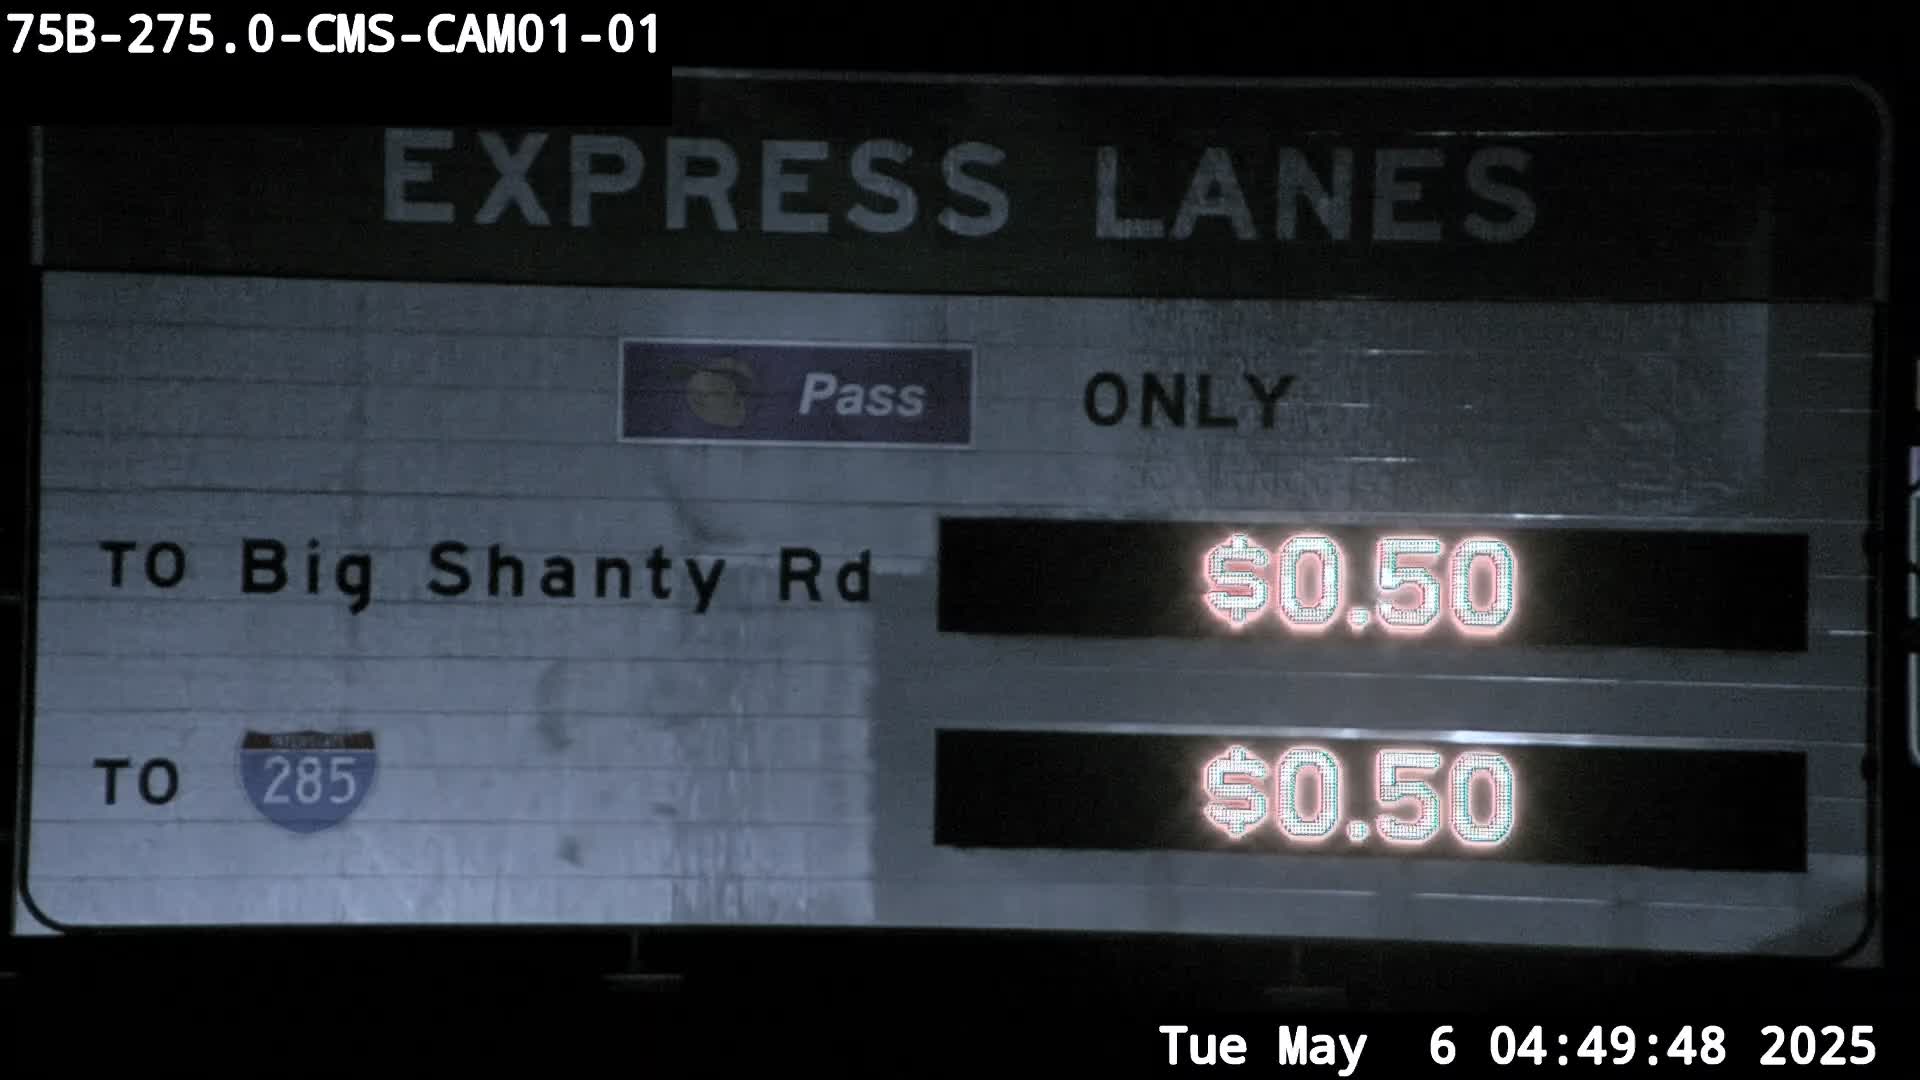 75B-275.0-CMS-CAM01-01
EXPRESS LANES
Pass ONLY
TO Big Shanty Rd $0.50
INTERSTATE
TO 285 $0.50
Tue May 6 04:49:48 2025